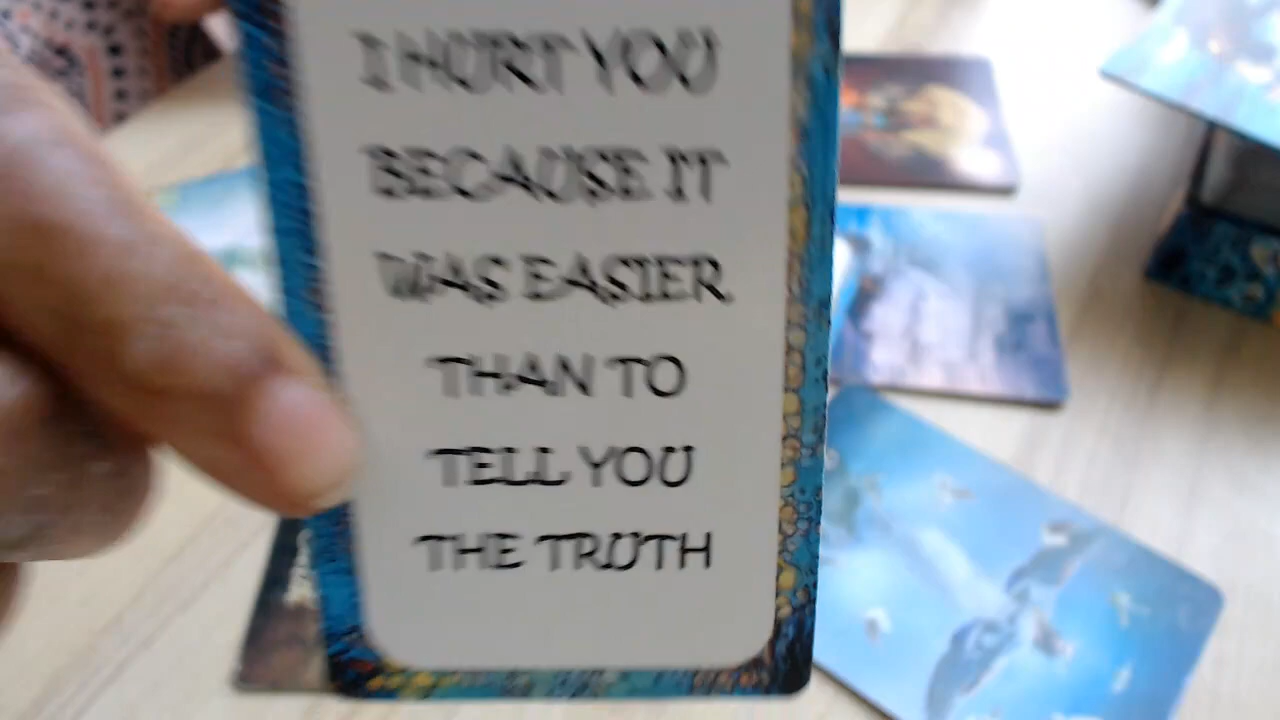 I HURT YOU
BECAUSE IT
WAS EASIER
THAN TO
TELL YOU
THE TRUTH